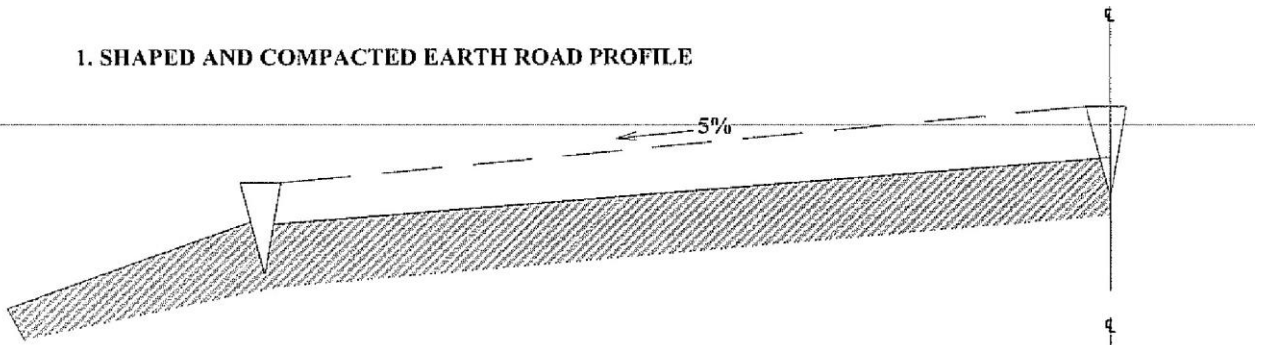 ℄
1. SHAPED AND COMPACTED EARTH ROAD PROFILE
5%
℄